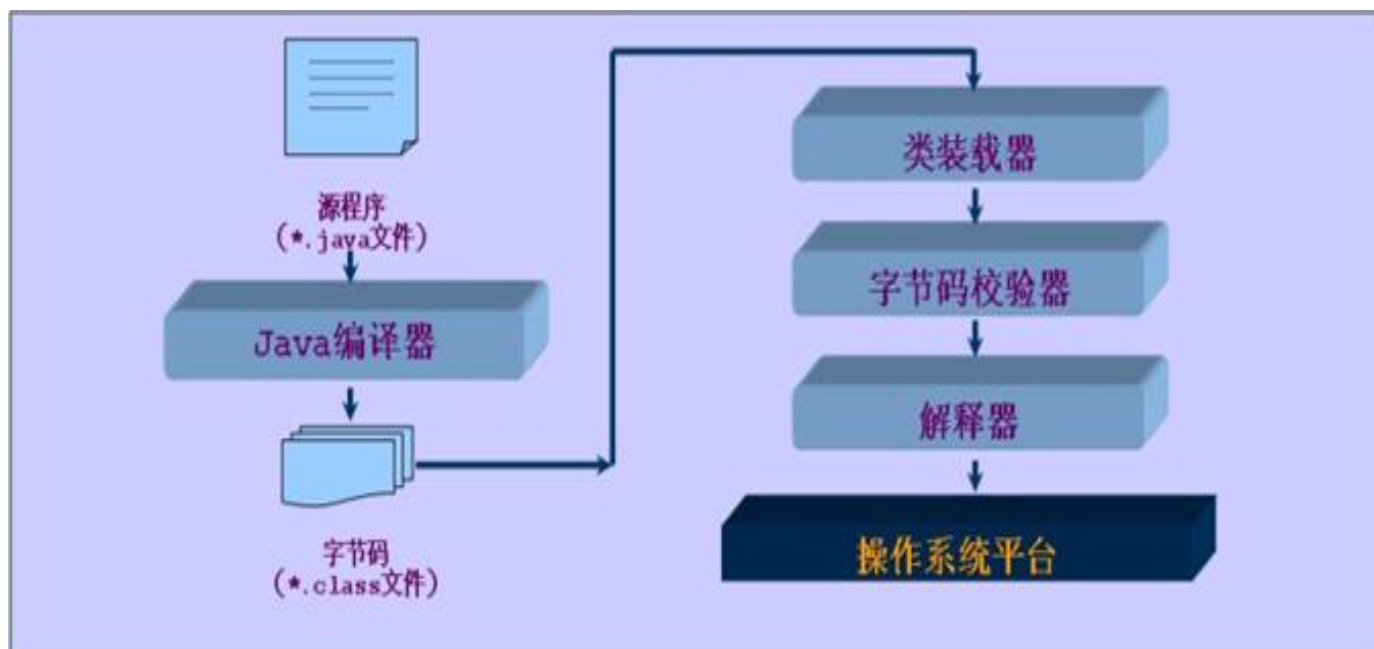 源程序
(*.java文件)
Java编译器
字节码
(*.class文件)
类装载器
字节码校验器
解释器
操作系统平台